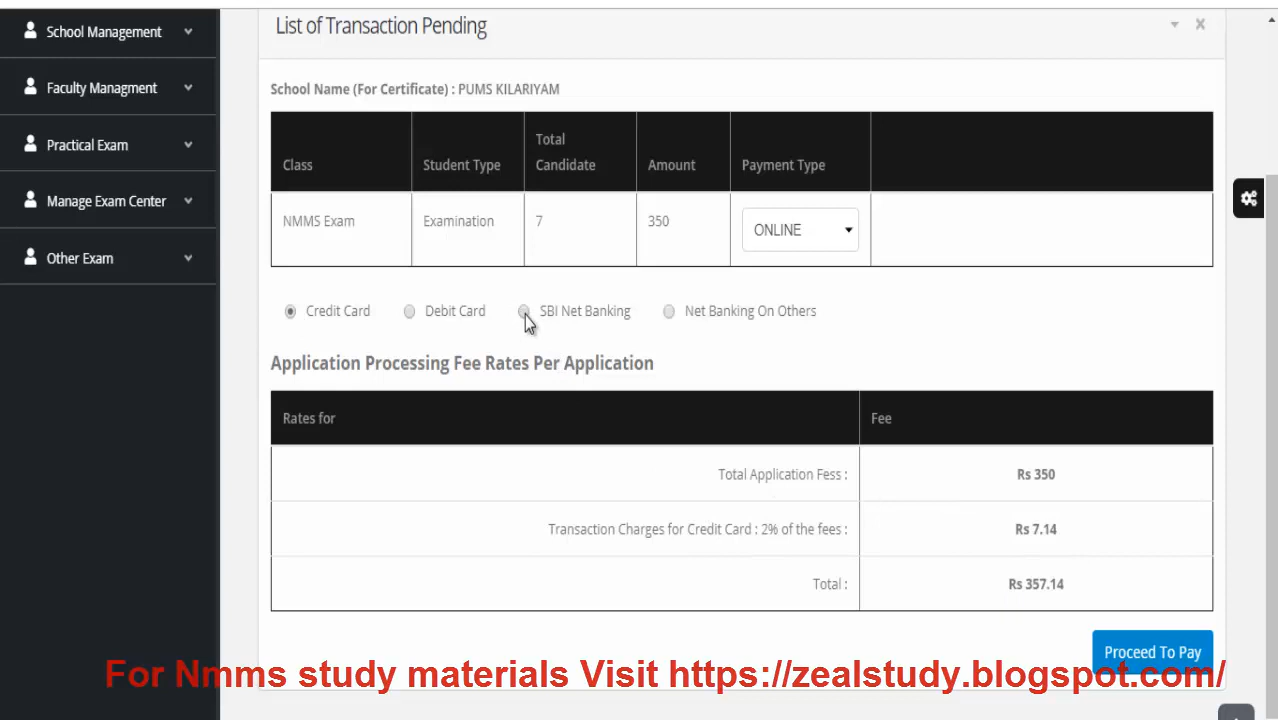 School Management
Faculty Managment
Practical Exam
Manage Exam Center
Other Exam
List of Transaction Pending
School Name (For Certificate) : PUMS KILARIYAM
Class
Student Type
Total
Candidate
Amount
Payment Type
NMMS Exam
Examination
7
350
ONLINE
Credit Card
Debit Card
SBI Net Banking
Net Banking On Others
Application Processing Fee Rates Per Application
Rates for
Fee
Total Application Fess :
Rs 350
Transaction Charges for Credit Card : 2% of the fees :
Rs 7.14
Total :
Rs 357.14
Proceed To Pay
For Nmms study materials Visit https://zealstudy.blogspot.com/